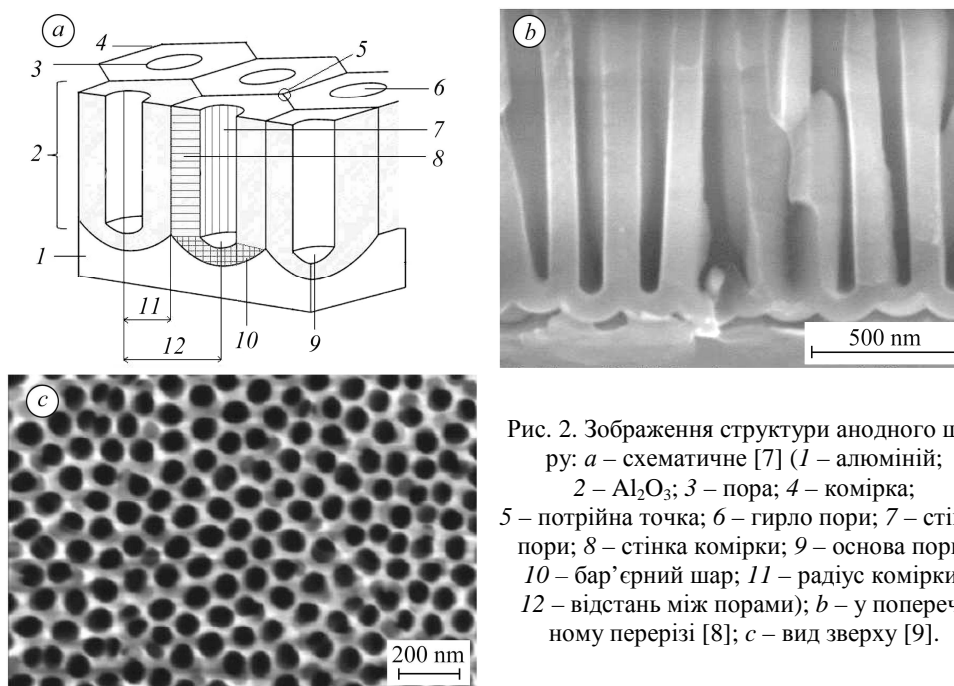 a
4
5
3
6
7
2
8
1
11
12
10
9
b
500 nm
c
200 nm
Рис. 2. Зображення структури анодного
ру: a – схематичне [7] (1 – алюміній;
2 – Al₂O₃; 3 – пора; 4 – комірка;
5 – потрійна точка; 6 – гирло пори; 7 –
пори; 8 – стінка комірки; 9 – основа
10 – бар’єрний шар; 11 – радіус комірки
12 – відстань між порами); b – у попереч
ному перерізі [8]; c – вид зверху [9].